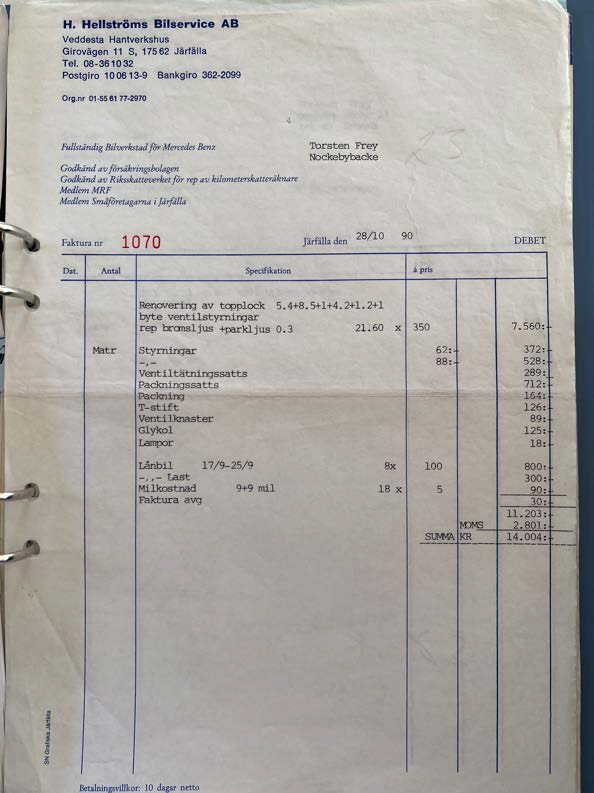 H. Hellströms Bilservice AB
Veddesta Hantverkshus
Girovägen 11 S, 175 62 Järfälla
Tel. 08-36 10 32
Postgiro 10 06 13-9 Bankgiro 362-2099
Org.nr 01-55 61 77-2970
Fullständig Bilverkstad för Mercedes Benz
Torsten Frey
Nockebybacke
Godkänd av försäkringsbolagen
Godkänd av Riksskatteverket för rep av kilometerskatteräknare
Medlem MRF
Medlem Småföretagarna i Järfälla
Faktura nr 1070 Järfälla den 28/10 90 DEBET
Dat. Antal Specifikation à pris
Renovering av topplock 5.4+8.5+1+4.2+1.2+1
byte ventilstyrningar
rep bromsljus +parkljus 0.3 21.60 x 350 7.560:-
Matr Styrningar 62:- 372:-
-,- 88:- 528:-
Ventiltätningssatts 289:-
Packningssatts 712:-
Packning 164:-
T-stift 126:-
Ventilknaster 89:-
Glykol 125:-
Lampor 18:-
Lånbil 17/9-25/9 8x 100 800:-
-,,- Last 300:-
Milkostnad 9+9 mil 18 x 5 90:-
Faktura avg 30:-
11.203:-
MOMS 2.801:-
SUMMA KR 14.004:-
SN Grafiska Järfälla
Betalningsvillkor: 10 dagar netto